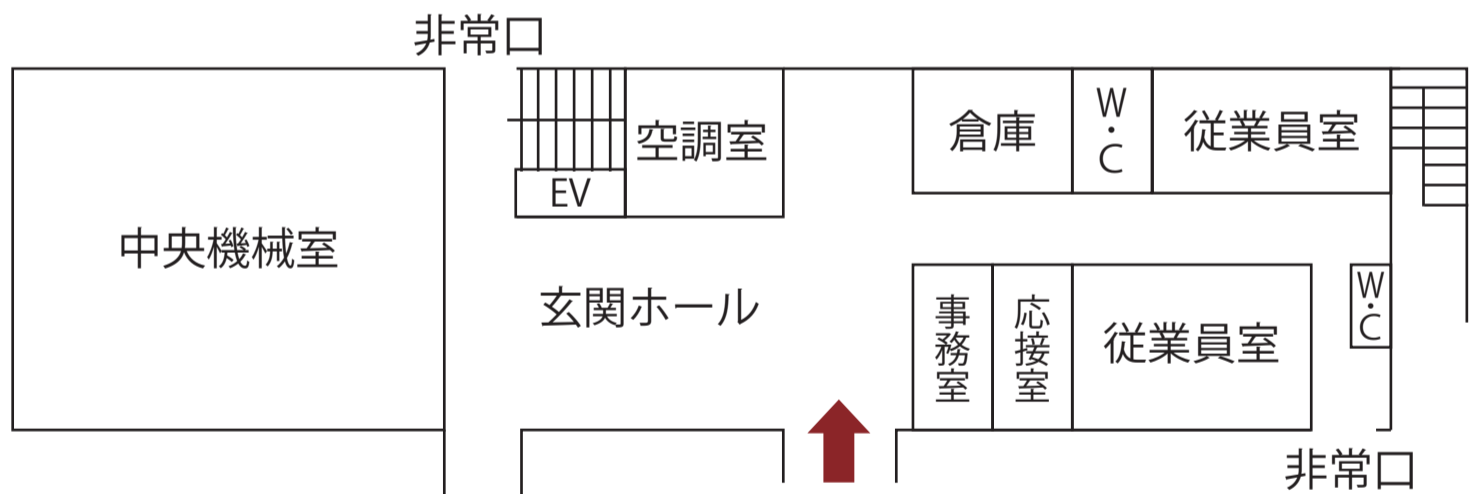 非常口
中央機械室
EV
空調室
玄関ホール
倉庫
W・C
従業員室
事務室
応接室
従業員室
W・C
非常口